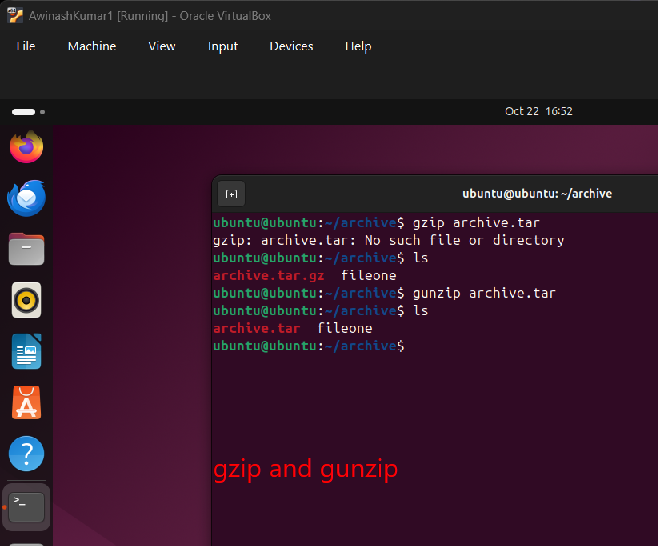 AwinashKumar1 [Running] - Oracle VirtualBox
File Machine View Input Devices Help
Oct 22 16:52
ubuntu@ubuntu: ~/archive
ubuntu@ubuntu:~/archive$ gzip archive.tar
gzip: archive.tar: No such file or directory
ubuntu@ubuntu:~/archive$ ls
archive.tar.gz  fileone
ubuntu@ubuntu:~/archive$ gunzip archive.tar
ubuntu@ubuntu:~/archive$ ls
archive.tar  fileone
ubuntu@ubuntu:~/archive$
gzip and gunzip